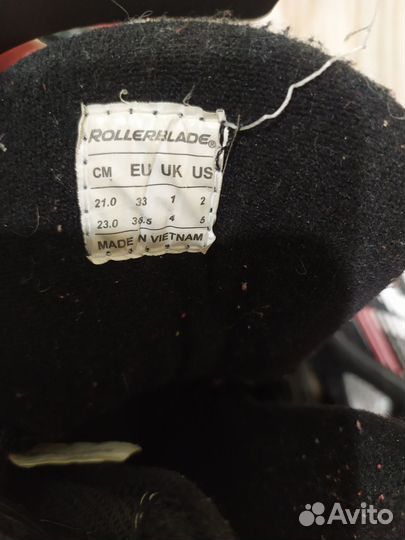 ROLLERBLADE®
CM EU UK US
21.0 33 1 2
23.0 36.5 4 5
MADE IN VIETNAM
Avito